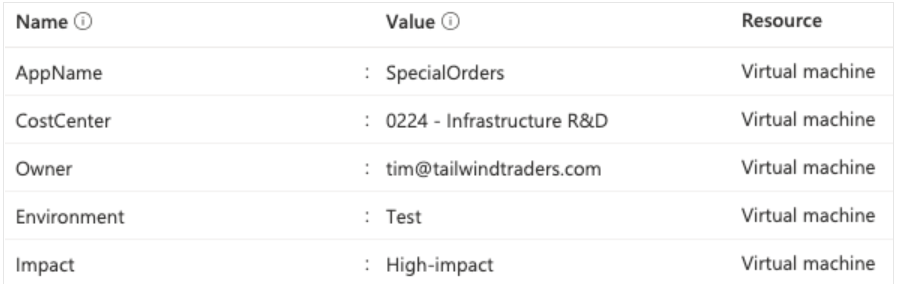 Name Value Resource
AppName : SpecialOrders Virtual machine
CostCenter : 0224 - Infrastructure R&D Virtual machine
Owner : tim@tailwindtraders.com Virtual machine
Environment : Test Virtual machine
Impact : High-impact Virtual machine